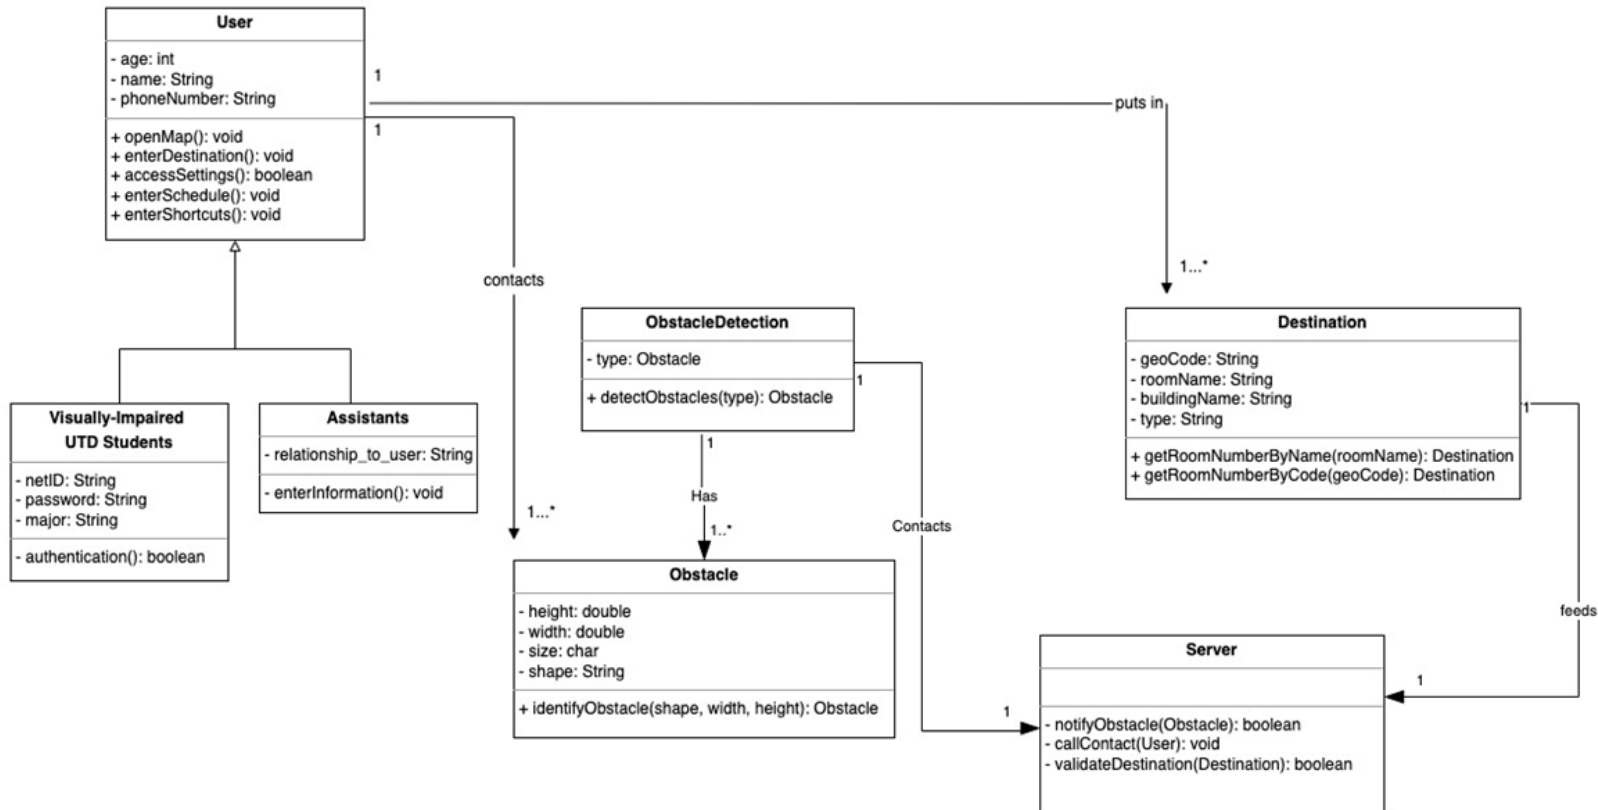 User
- age: int
- name: String
- phoneNumber: String
+ openMap(): void
+ enterDestination(): void
+ accessSettings(): boolean
+ enterSchedule(): void
+ enterShortcuts(): void
1
1
puts in
1...*
contacts
1...*
Visually-Impaired
UTD Students
- netID: String
- password: String
- major: String
- authentication(): boolean
Assistants
- relationship_to_user: String
- enterInformation(): void
ObstacleDetection
- type: Obstacle
+ detectObstacles(type): Obstacle
1
1
Has
1..*
Contacts
1
Obstacle
- height: double
- width: double
- size: char
- shape: String
+ identifyObstacle(shape, width, height): Obstacle
Destination
- geoCode: String
- roomName: String
- buildingName: String
- type: String
+ getRoomNumberByName(roomName): Destination
+ getRoomNumberByCode(geoCode): Destination
1
feeds
1
Server
- notifyObstacle(Obstacle): boolean
- callContact(User): void
- validateDestination(Destination): boolean